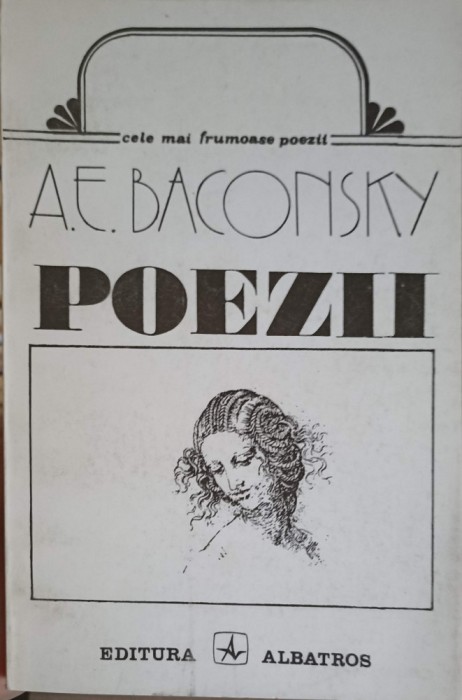 cele mai frumoase poezii
A.E. BACONSKY
POEZII
EDITURA ALBATROS